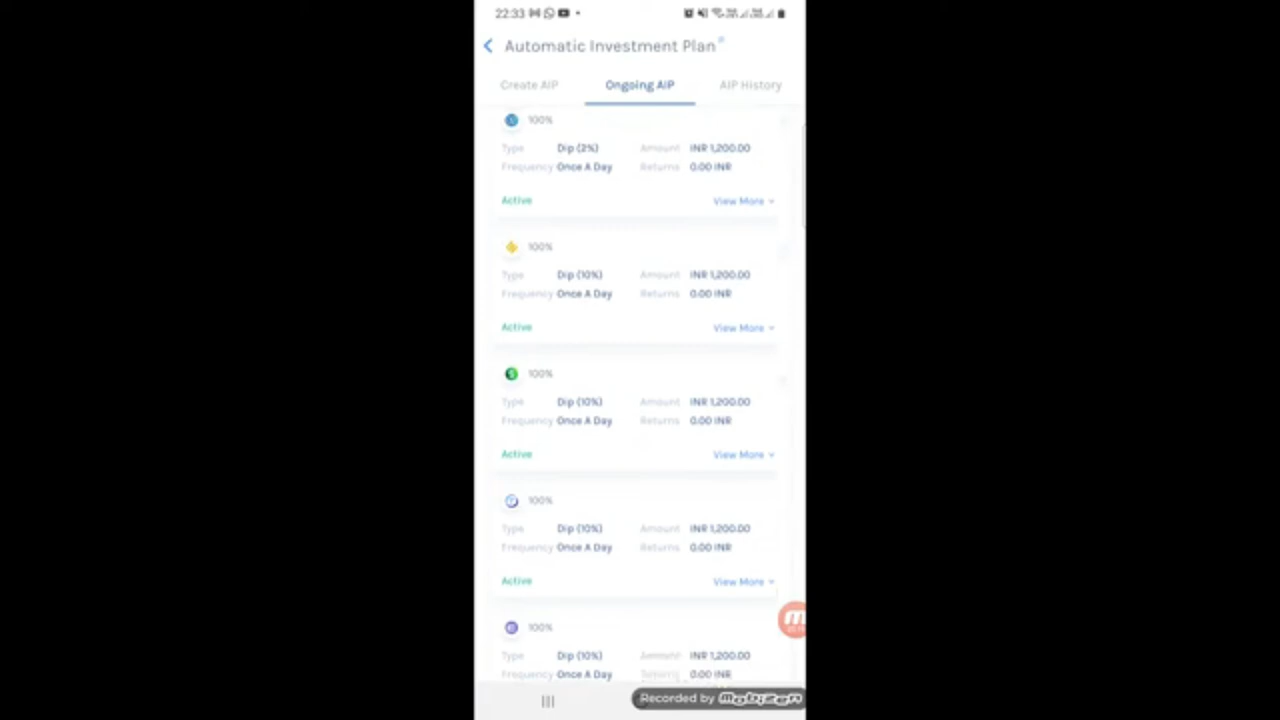 22:33
Automatic Investment Plan
Create AIP Ongoing AIP AIP History
100%
Type Dip (2%) Amount INR 1,200.00
Frequency Once A Day Returns 0.00 INR
Active View More
100%
Type Dip (10%) Amount INR 1,200.00
Frequency Once A Day Returns 0.00 INR
Active View More
100%
Type Dip (10%) Amount INR 1,200.00
Frequency Once A Day Returns 0.00 INR
Active View More
100%
Type Dip (10%) Amount INR 1,200.00
Frequency Once A Day Returns 0.00 INR
Active View More
100%
Type Dip (10%) Amount INR 1,200.00
Frequency Once A Day 0.00 INR
Recorded by mobizen